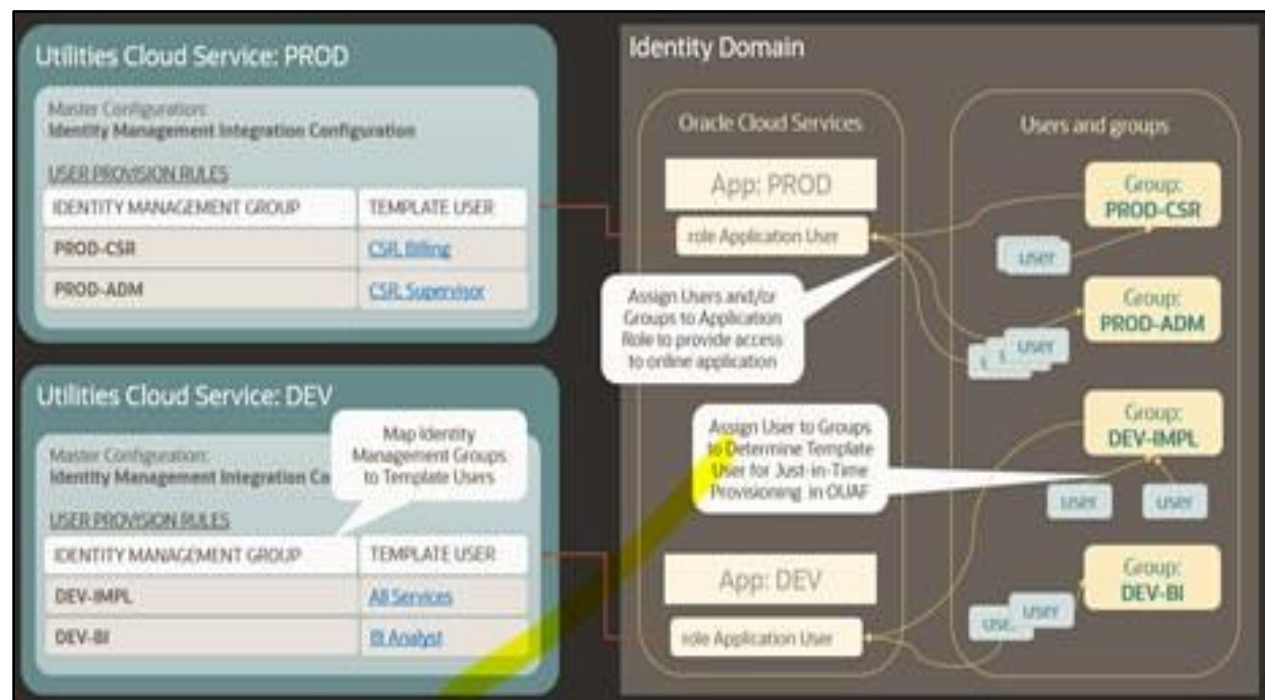 Utilities Cloud Service: PROD
Master Configuration:
Identity Management Integration Configuration
USER PROVISION RULES
IDENTITY MANAGEMENT GROUP TEMPLATE USER
PROD-CSR CSR, Billing
PROD-ADM CSR, Supervisor
Utilities Cloud Service: DEV
Master Configuration:
Identity Management Integration Ca
Map Identity
Management Groups
to Template Users
USER PROVISION RULES
IDENTITY MANAGEMENT GROUP TEMPLATE USER
DEV-IMPL All Services
DEV-BI BI Analyst
Identity Domain
Oracle Cloud Services
App: PROD
role Application User
Assign Users and/or
Groups to Application
Role to provide access
to online application
Assign User to Groups
to Determine Template
User for Just-in-Time
Provisioning in OUAF
App: DEV
role Application User
Users and groups
Group:
PROD-CSR
user
Group:
PROD-ADM
user
Group:
DEV-IMPL
user user
Group:
DEV-BI
user